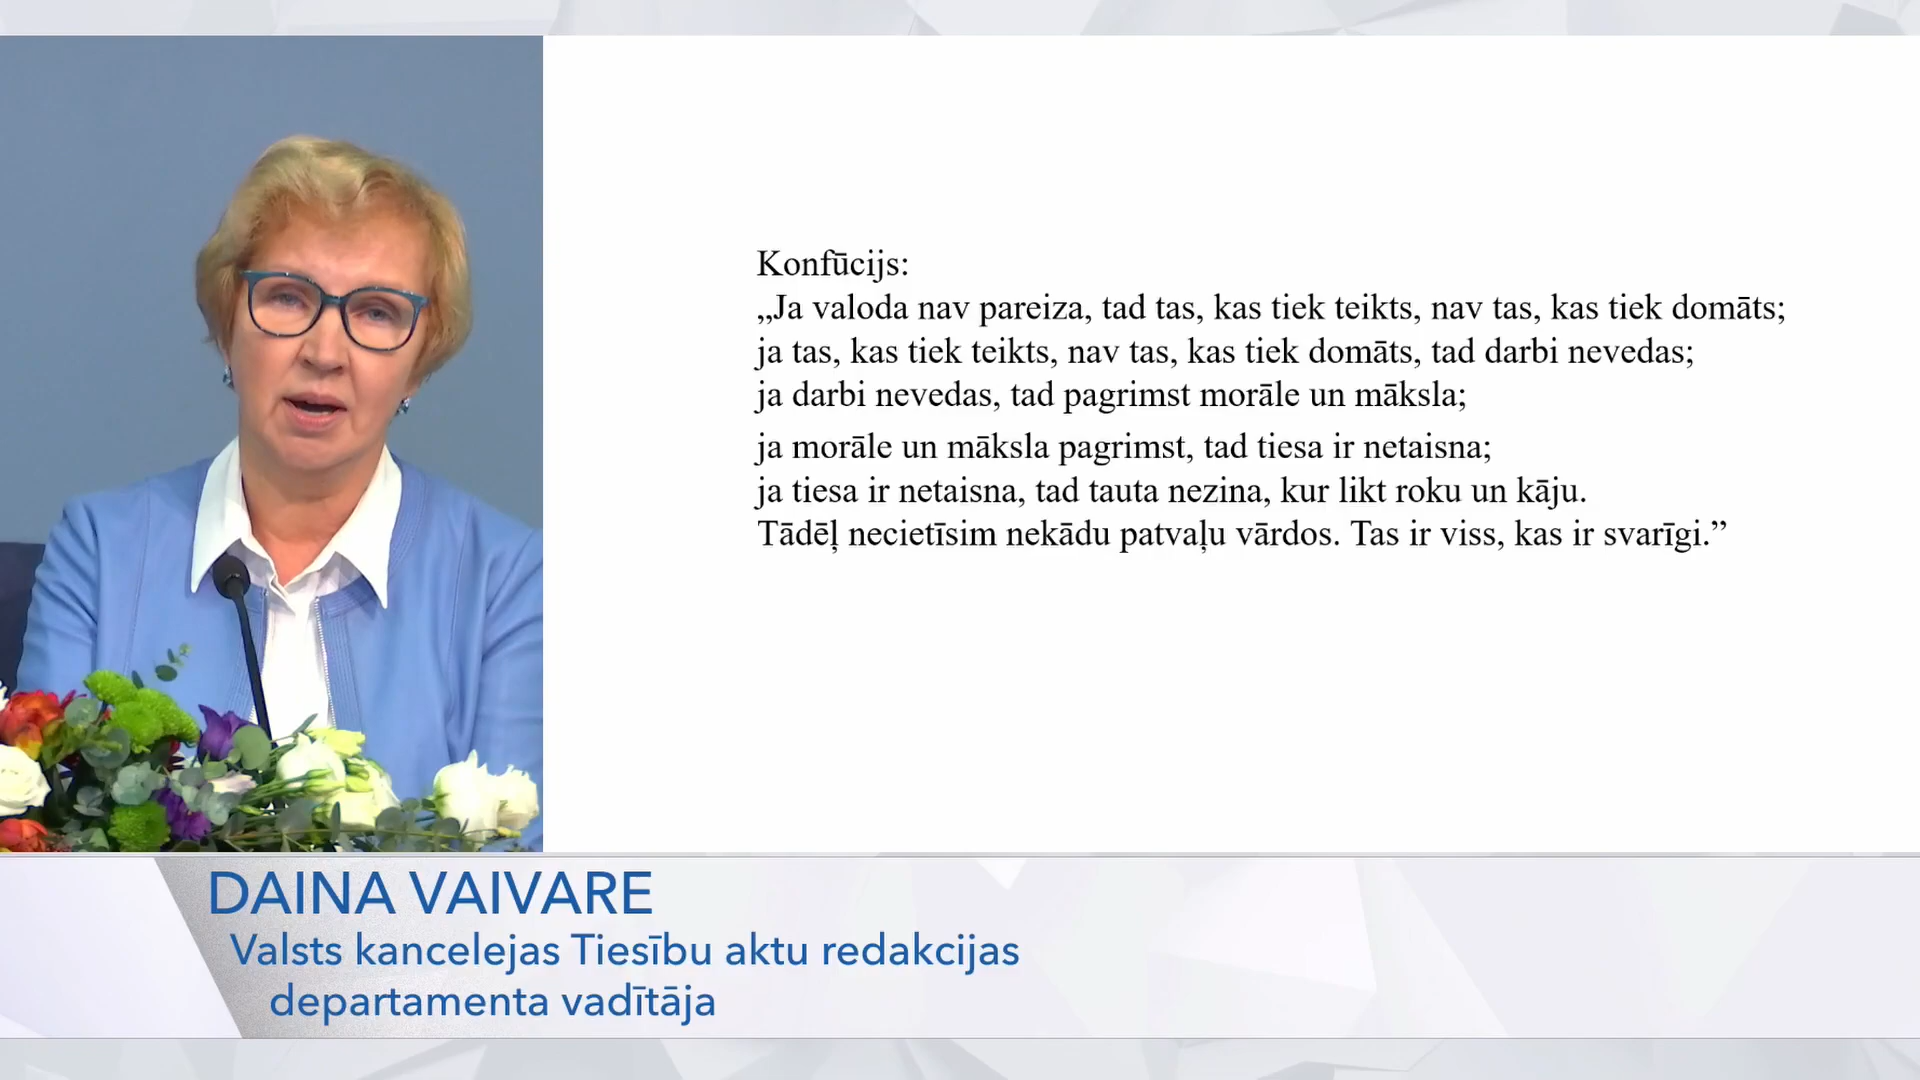 Konfūcijs:
„Ja valoda nav pareiza, tad tas, kas tiek teikts, nav tas, kas tiek domāts;
ja tas, kas tiek teikts, nav tas, kas tiek domāts, tad darbi nevedas;
ja darbi nevedas, tad pagrimst morāle un māksla;
ja morāle un māksla pagrimst, tad tiesa ir netaisna;
ja tiesa ir netaisna, tad tauta nezina, kur likt roku un kāju.
Tādēļ necietīsim nekādu patvaļu vārdos. Tas ir viss, kas ir svarīgi.”
DAINA VAIVARE
Valsts kancelejas Tiesību aktu redakcijas
departamenta vadītāja